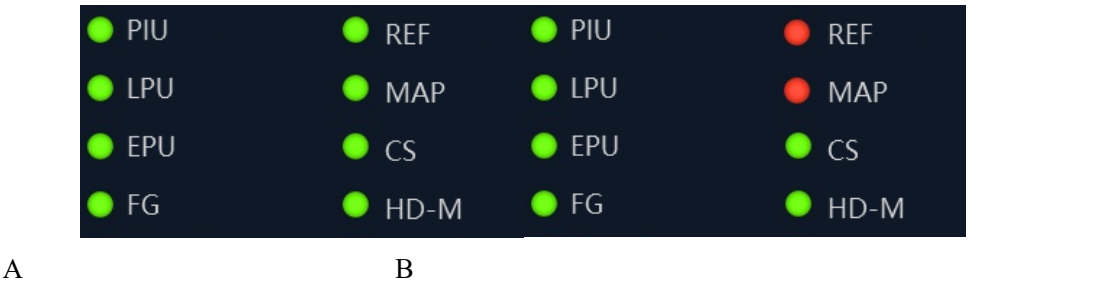 PIU REF PIU REF
LPU MAP LPU MAP
EPU CS EPU CS
FG HD-M FG HD-M
A B